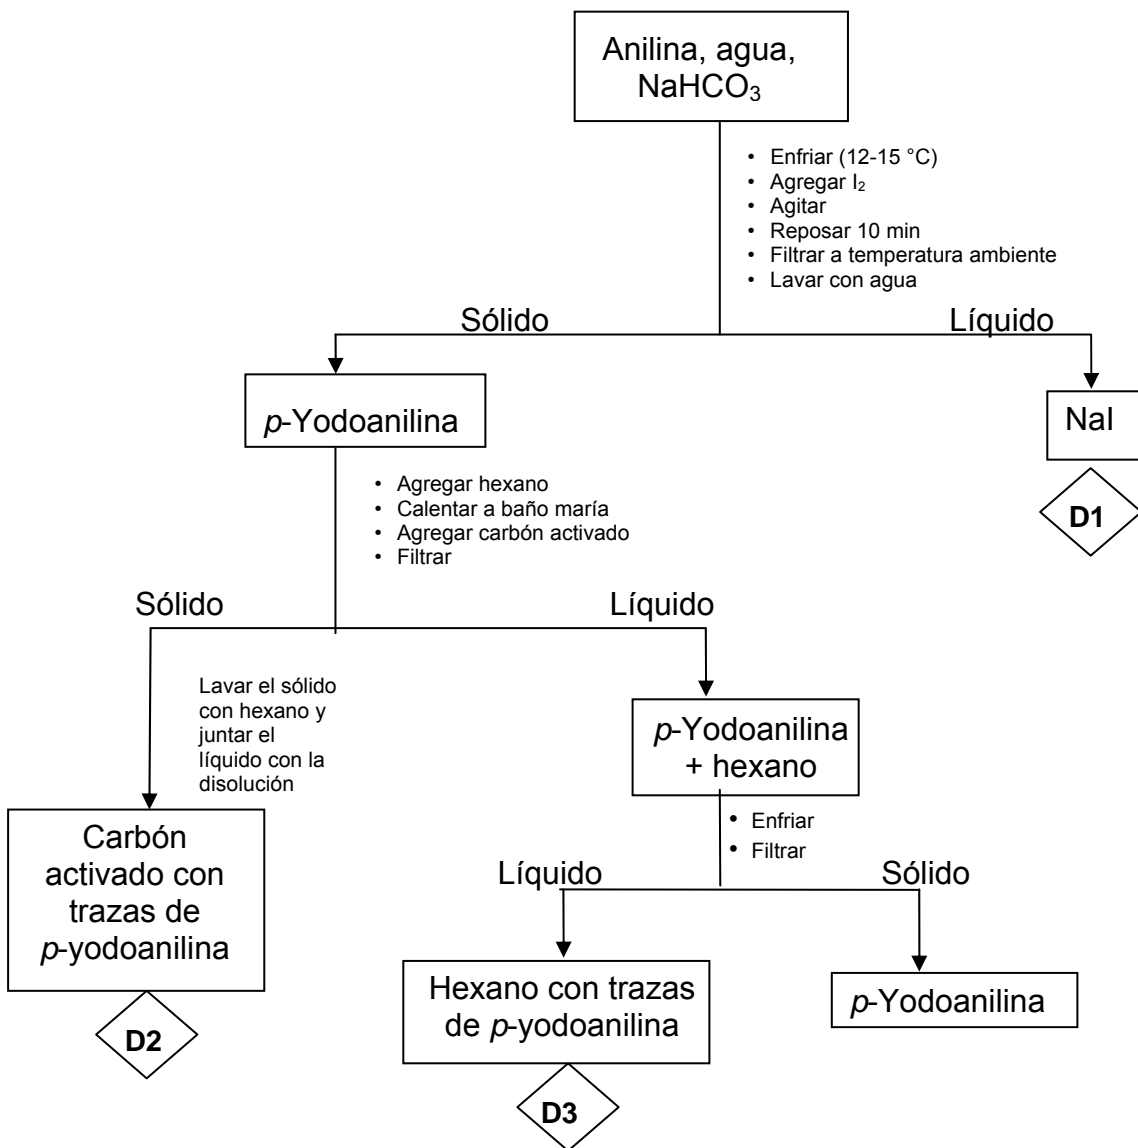 Anilina, agua,
NaHCO₃
• Enfriar (12-15 °C)
• Agregar I₂
• Agitar
• Reposar 10 min
• Filtrar a temperatura ambiente
• Lavar con agua
Sólido
Líquido
p-Yodoanilina
NaI
D1
• Agregar hexano
• Calentar a baño maría
• Agregar carbón activado
• Filtrar
Sólido
Líquido
Lavar el sólido
con hexano y
juntar el
líquido con la
disolución
p-Yodoanilina
+ hexano
Carbón
activado con
trazas de
p-yodoanilina
D2
• Enfriar
• Filtrar
Líquido
Sólido
Hexano con trazas
de p-yodoanilina
D3
p-Yodoanilina